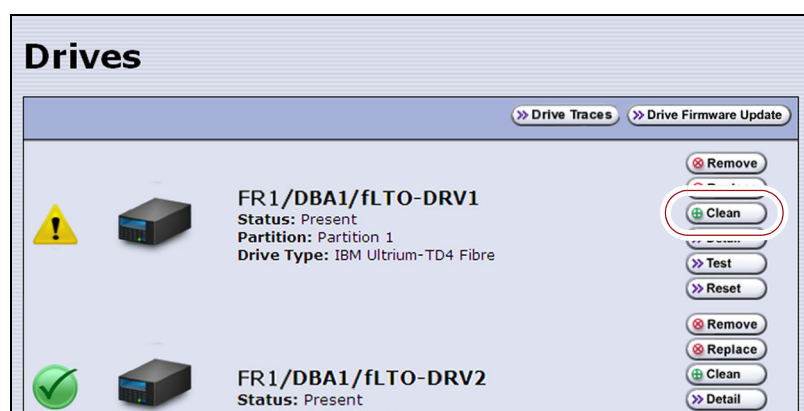 Drives
Drive Traces
Drive Firmware Update
FR1/DBA1/fLTO-DRV1
Status: Present
Partition: Partition 1
Drive Type: IBM Ultrium-TD4 Fibre
Remove
Clean
Detail
Test
Reset
FR1/DBA1/fLTO-DRV2
Status: Present
Remove
Replace
Clean
Detail